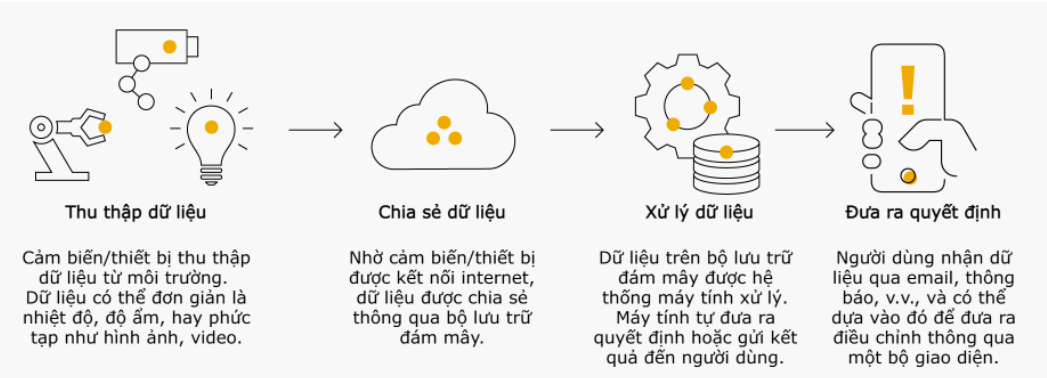 Thu thập dữ liệu
Cảm biến/thiết bị thu thập
dữ liệu từ môi trường.
Dữ liệu có thể đơn giản là
nhiệt độ, độ ẩm, hay phức
tạp như hình ảnh, video.
Chia sẻ dữ liệu
Nhờ cảm biến/thiết bị
được kết nối internet,
dữ liệu được chia sẻ
thông qua bộ lưu trữ
đám mây.
Xử lý dữ liệu
Dữ liệu trên bộ lưu trữ
đám mây được hệ
thống máy tính xử lý.
Máy tính tự đưa ra
quyết định hoặc gửi kết
quả đến người dùng.
Đưa ra quyết định
Người dùng nhận dữ
liệu qua email, thông
báo, v.v., và có thể
dựa vào đó để đưa ra
điều chỉnh thông qua
một bộ giao diện.